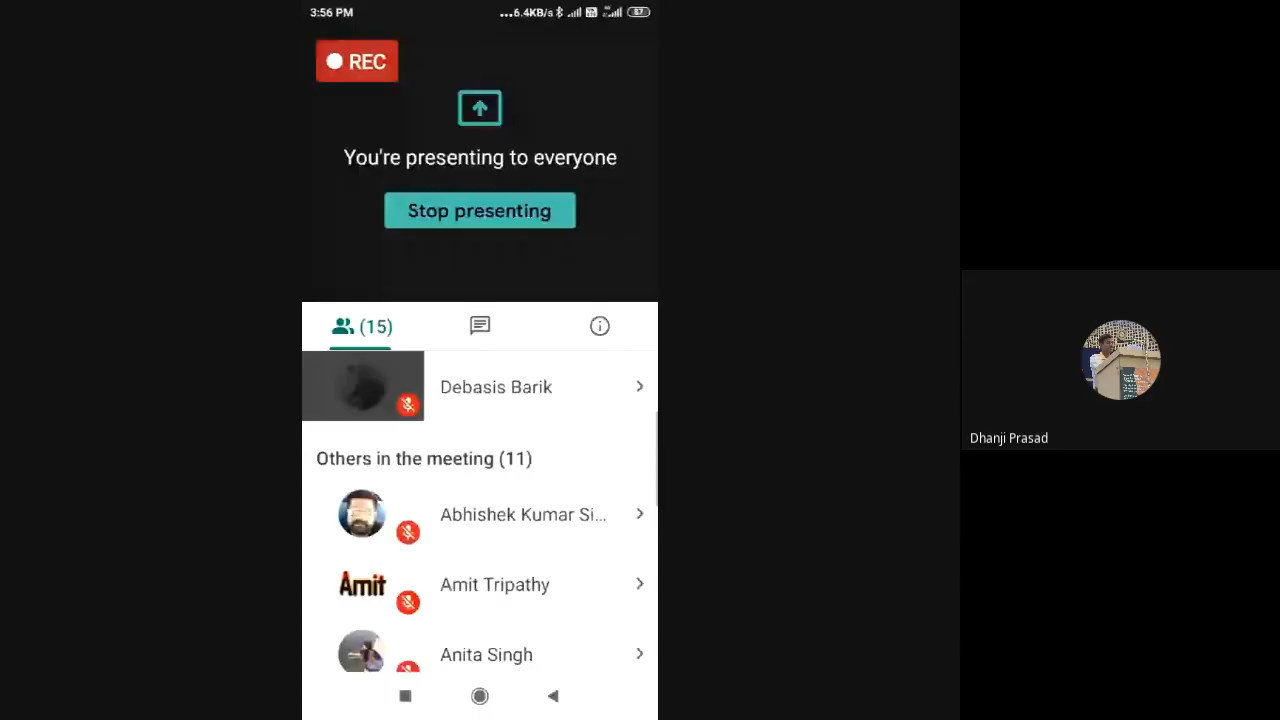 3:56 PM
...6.4KB/s
57
REC
You're presenting to everyone
Stop presenting
(15)
Debasis Barik
Others in the meeting (11)
Abhishek Kumar Si...
Amit
Amit Tripathy
Anita Singh
Dhanji Prasad